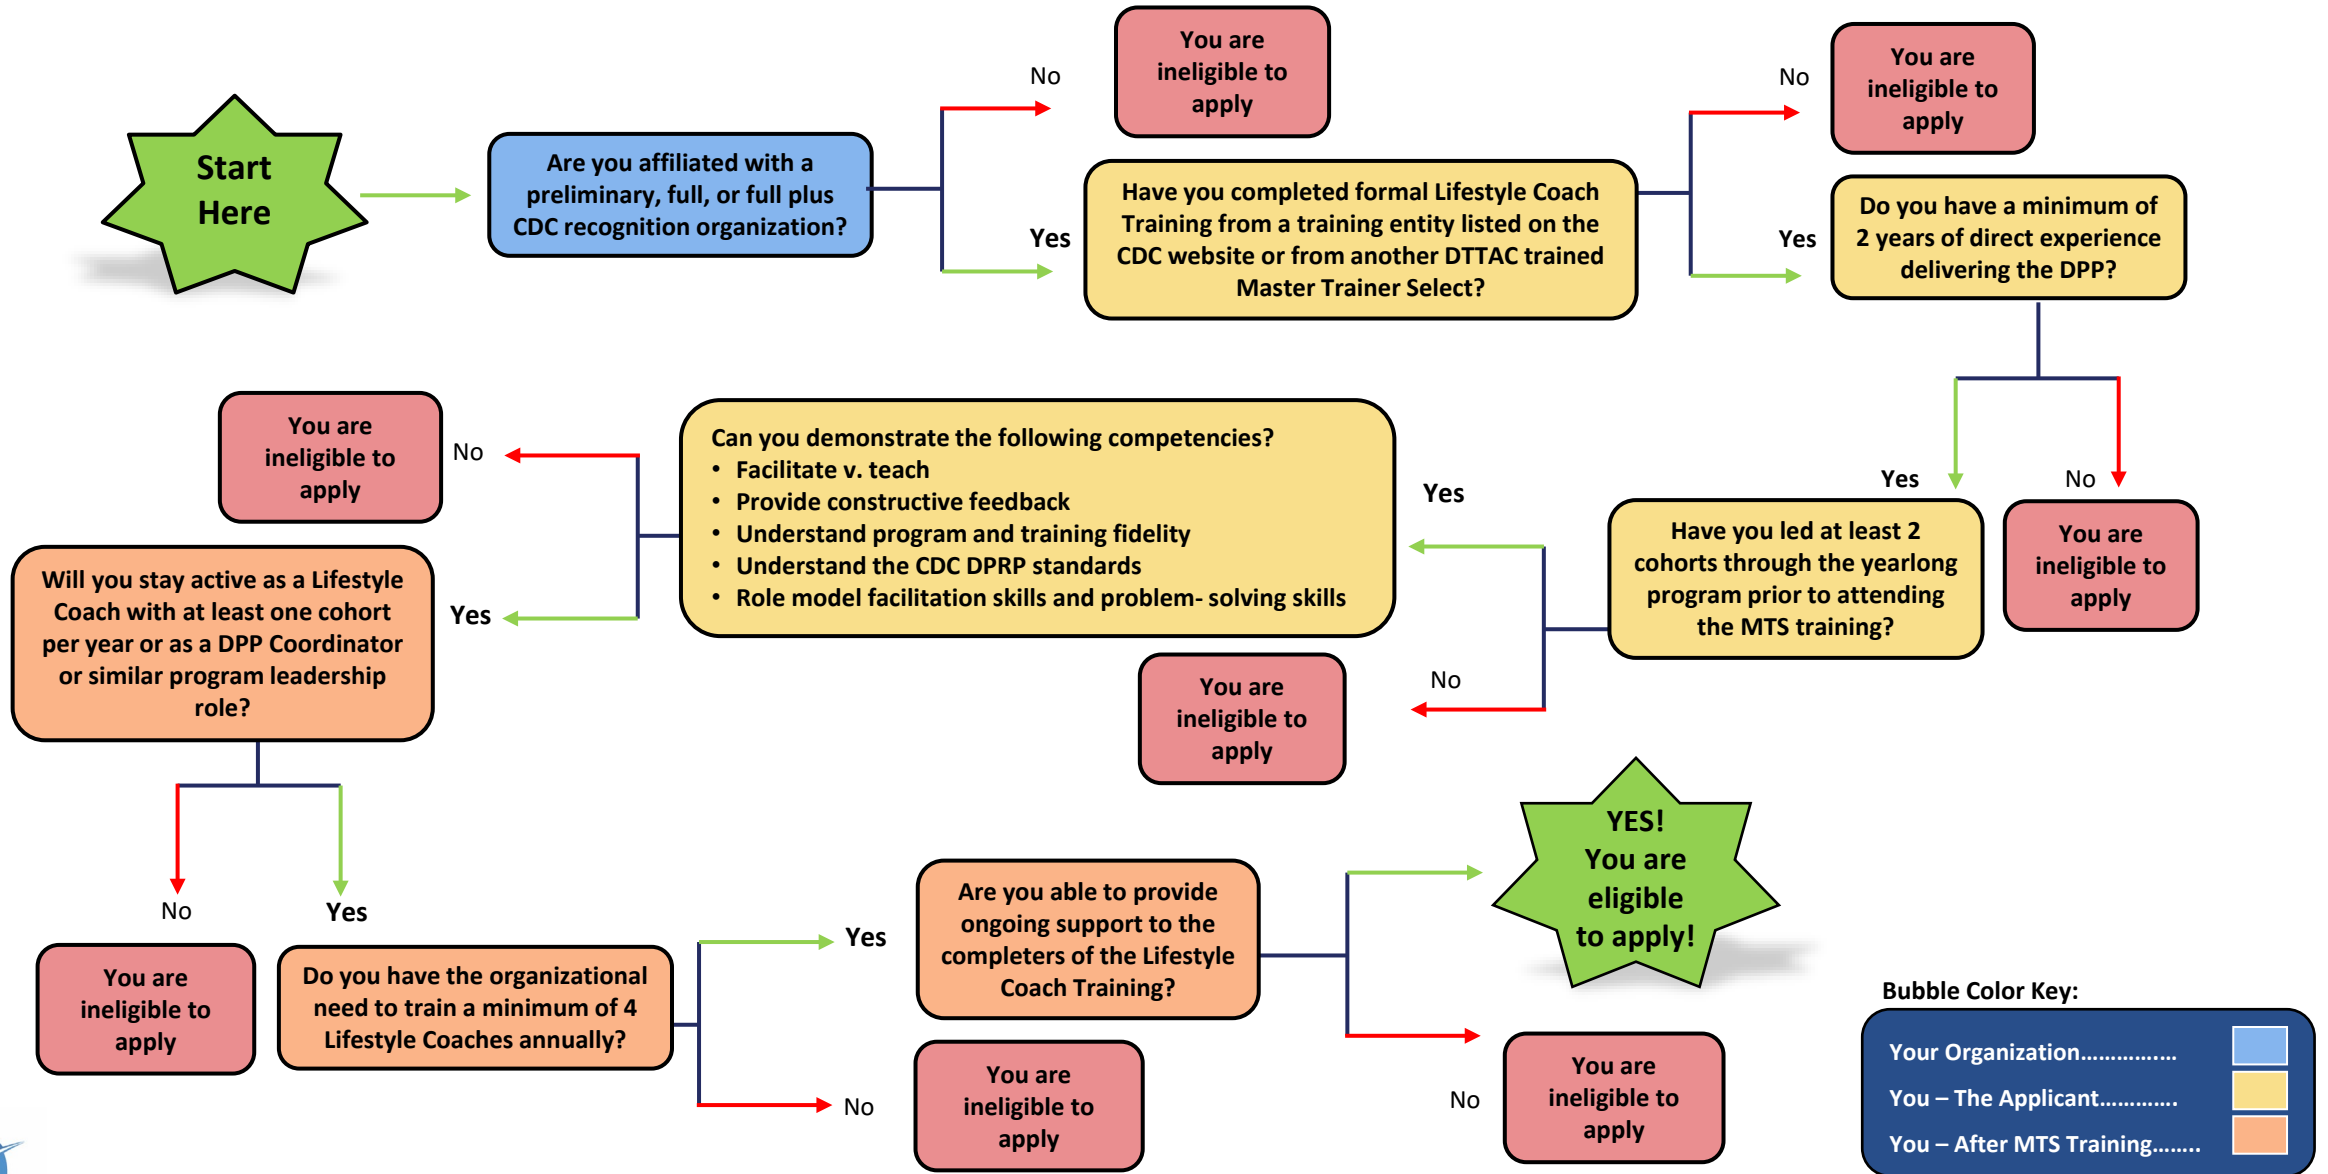 Start
Here
Are you affiliated with a
preliminary, full, or full plus
CDC recognition organization?
No
You are
ineligible to
apply
Yes
Have you completed formal Lifestyle Coach
Training from a training entity listed on the
CDC website or from another DTTAC trained
Master Trainer Select?
No
You are
ineligible to
apply
Yes
Do you have a minimum of
2 years of direct experience
delivering the DPP?
Yes
No
You are
ineligible to
apply
Have you led at least 2
cohorts through the yearlong
program prior to attending
the MTS training?
Yes
No
You are
ineligible to
apply
Can you demonstrate the following competencies?
• Facilitate v. teach
• Provide constructive feedback
• Understand program and training fidelity
• Understand the CDC DPRP standards
• Role model facilitation skills and problem- solving skills
No
You are
ineligible to
apply
Yes
Will you stay active as a Lifestyle
Coach with at least one cohort
per year or as a DPP Coordinator
or similar program leadership
role?
No
You are
ineligible to
apply
Yes
Do you have the organizational
need to train a minimum of 4
Lifestyle Coaches annually?
Yes
No
You are
ineligible to
apply
Are you able to provide
ongoing support to the
completers of the Lifestyle
Coach Training?
YES!
You are
eligible
to apply!
No
You are
ineligible to
apply
Bubble Color Key:
Your Organization................
You – The Applicant.............
You – After MTS Training........